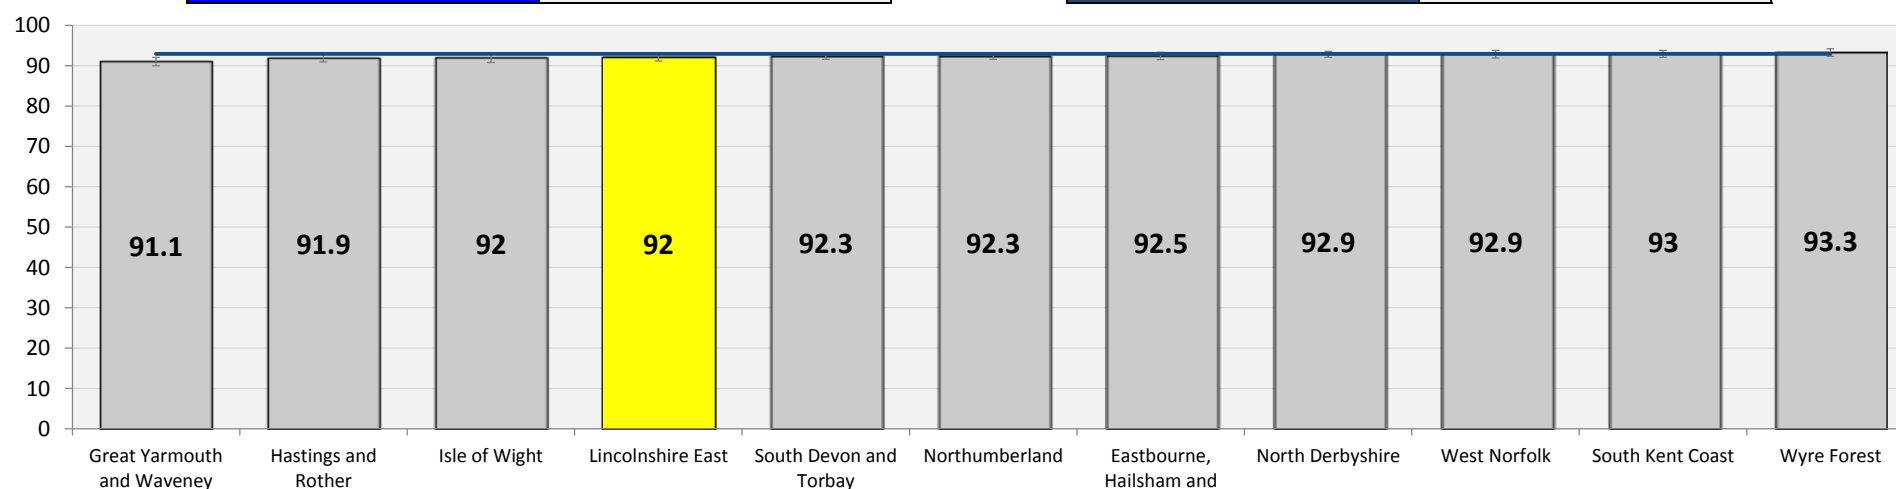 100
90
80
70
60
50
40
30
20
10
0
91.1 91.9 92 92 92.3 92.3 92.5 92.9 92.9 93 93.3
Great Yarmouth and Waveney
Hastings and Rother
Isle of Wight
Lincolnshire East
South Devon and Torbay
Northumberland
Eastbourne, Hailsham and
North Derbyshire
West Norfolk
South Kent Coast
Wyre Forest